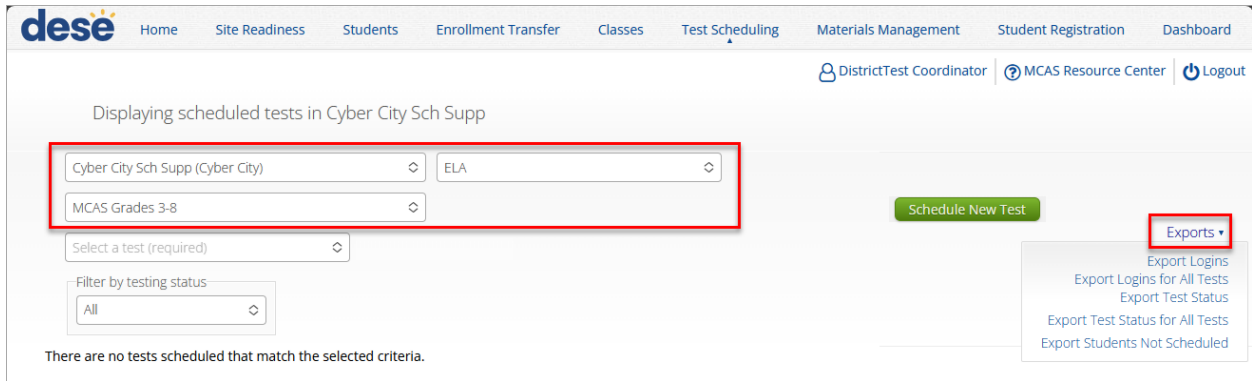 dese Home Site Readiness Students Enrollment Transfer Classes Test Scheduling Materials Management Student Registration Dashboard
DistrictTest Coordinator MCAS Resource Center Logout
Displaying scheduled tests in Cyber City Sch Supp
Cyber City Sch Supp (Cyber City) ELA
MCAS Grades 3-8
Schedule New Test
Select a test (required)
Exports
Export Logins
Export Logins for All Tests
Export Test Status
Export Test Status for All Tests
Export Students Not Scheduled
Filter by testing status
All
There are no tests scheduled that match the selected criteria.